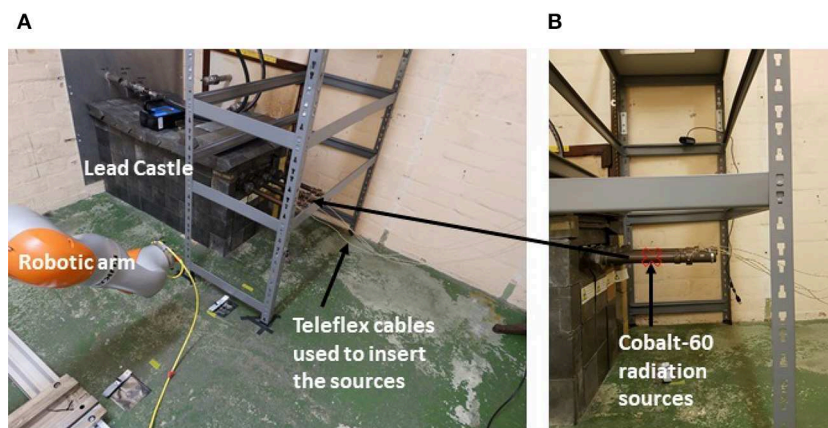 A
B
Lead Castle
Robotic arm
Teleflex cables
used to insert
the sources
Cobalt-60
radiation
sources